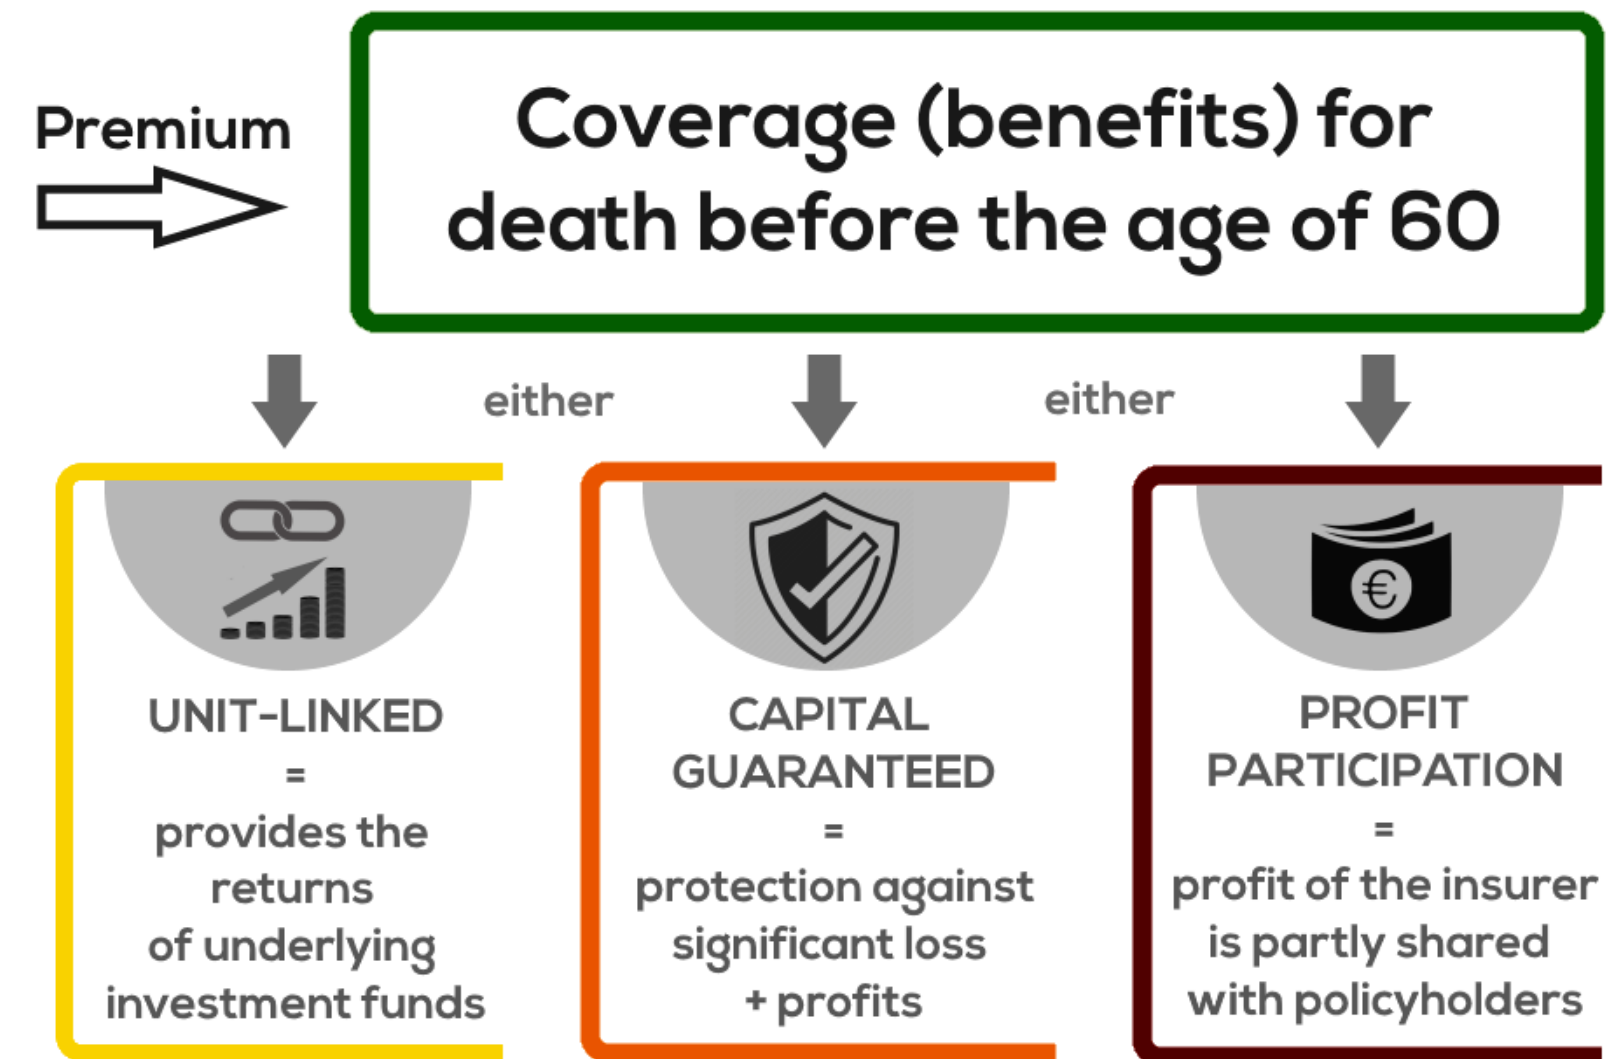 Premium
Coverage (benefits) for
death before the age of 60
either
either
UNIT-LINKED
=
provides the
returns
of underlying
investment funds
CAPITAL
GUARANTEED
=
protection against
significant loss
+ profits
€
PROFIT
PARTICIPATION
=
profit of the insurer
is partly shared
with policyholders